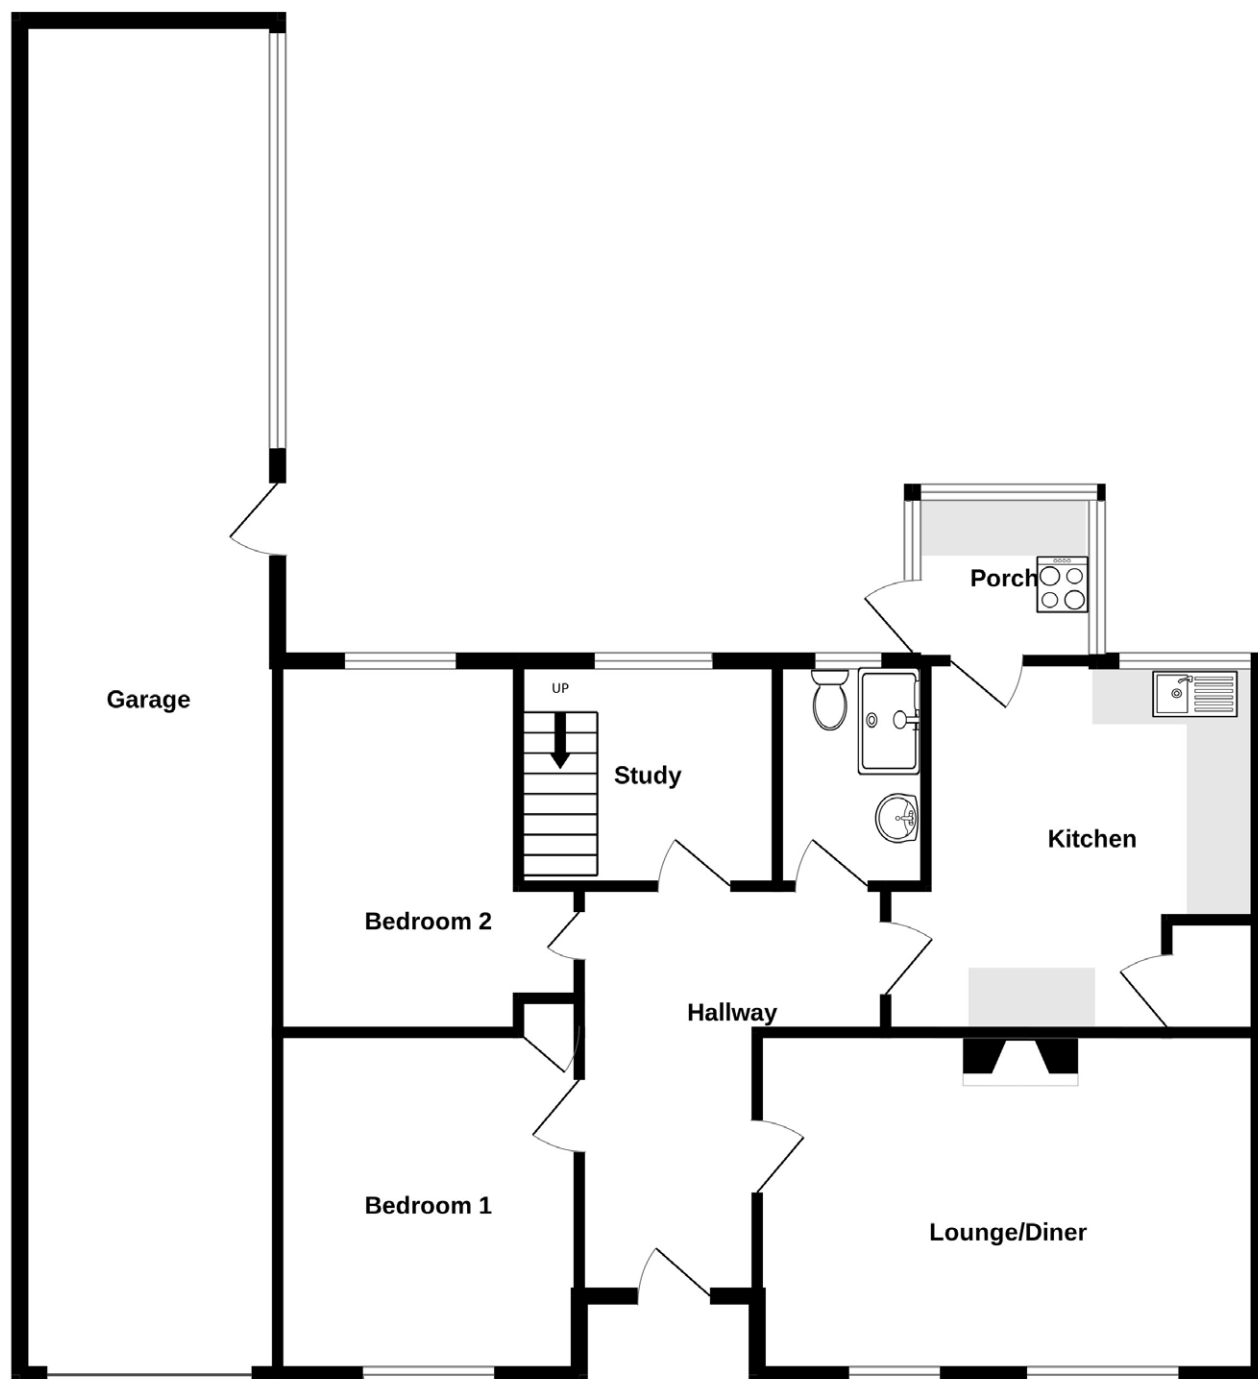 Porch
UP
Garage
Study
Kitchen
Bedroom 2
Hallway
Bedroom 1
Lounge/Diner